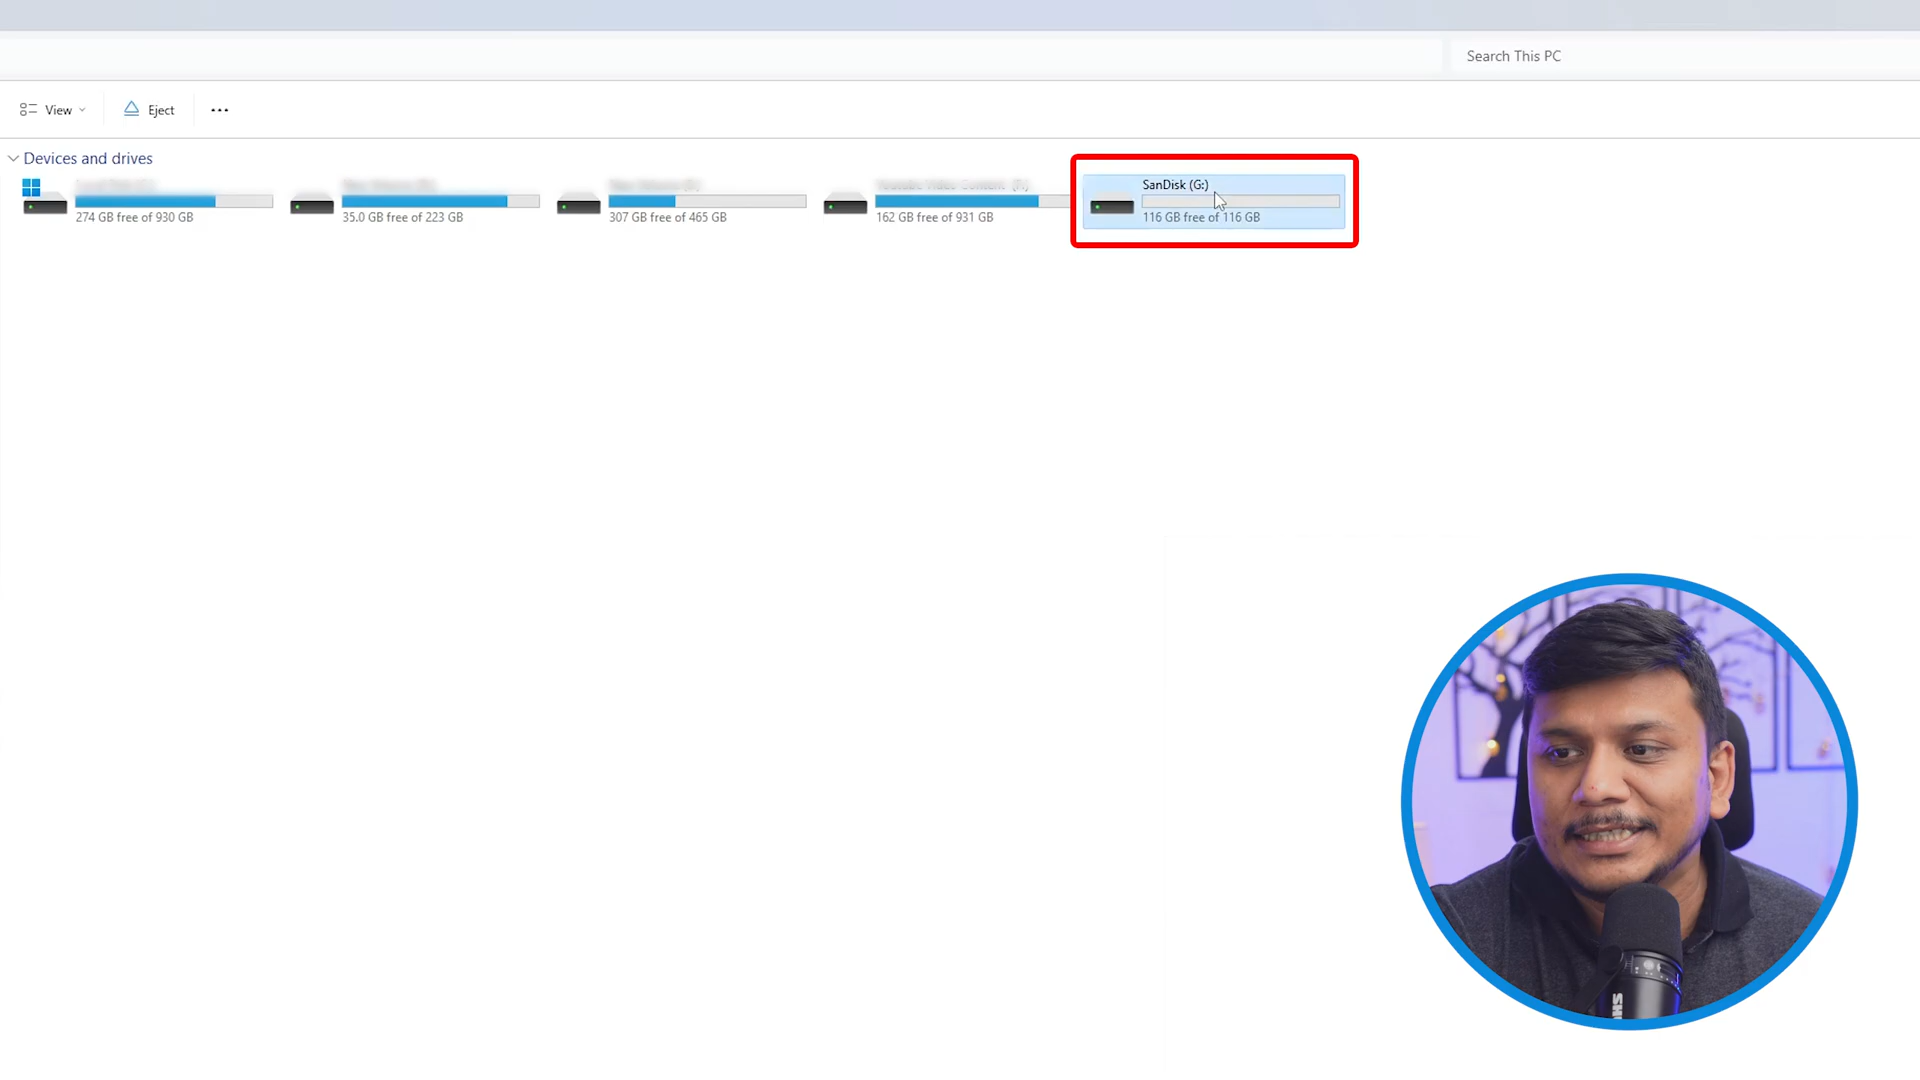 Search This PC
View
Eject
Devices and drives
274 GB free of 930 GB
35.0 GB free of 223 GB
307 GB free of 465 GB
162 GB free of 931 GB
SanDisk (G:)
116 GB free of 116 GB